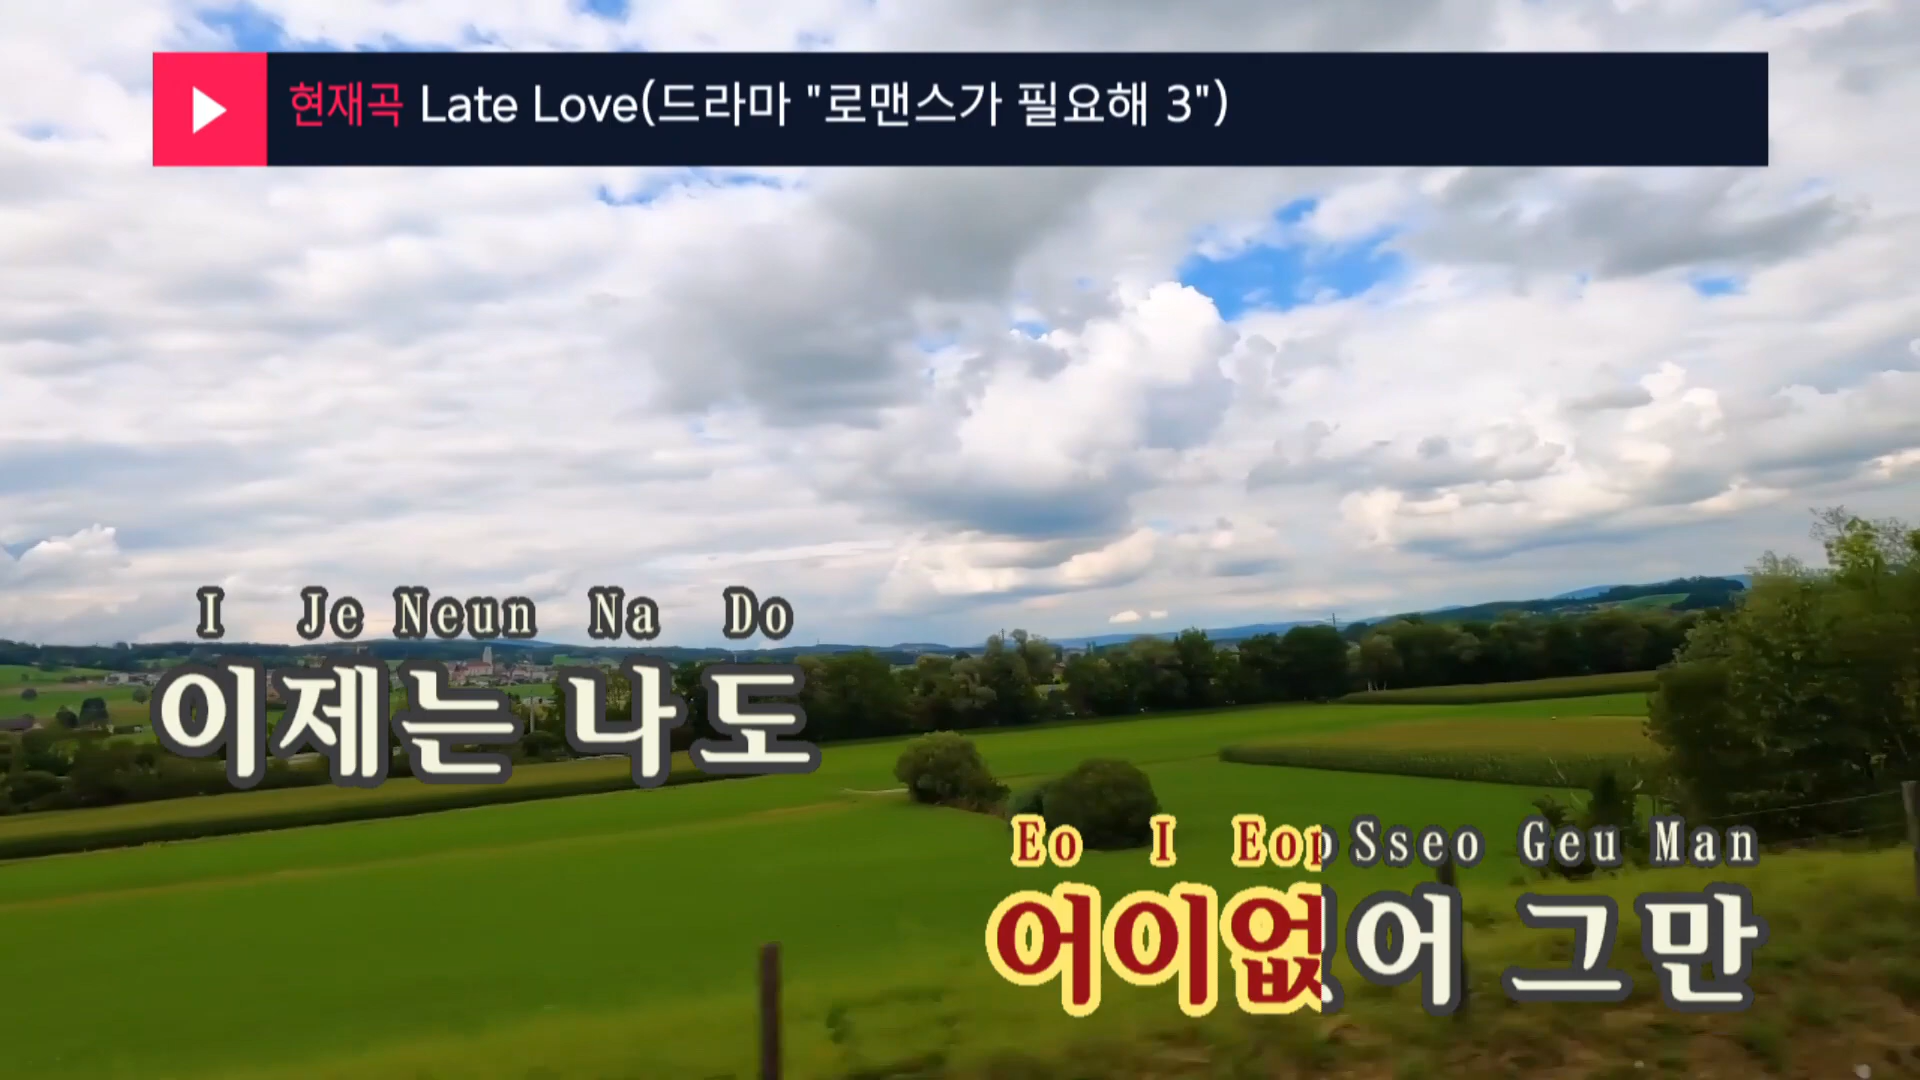 현재곡 Late Love(드라마 "로맨스가 필요해 3")
I Je Neun Na Do
이제는 나도
Eo I Eop Sseo Geu Man
어이없어 그만